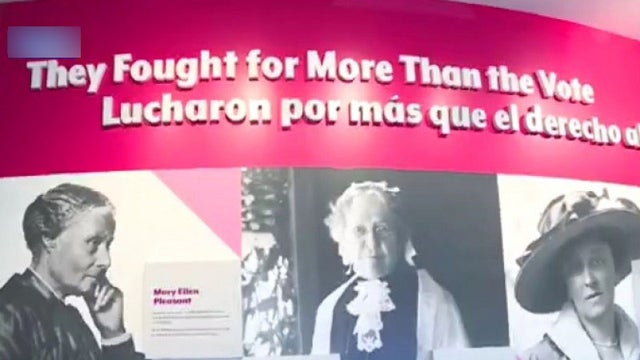 They Fought for More Than the Vote
Lucharon por más que el derecho al
Mary Ellen
Pleasant